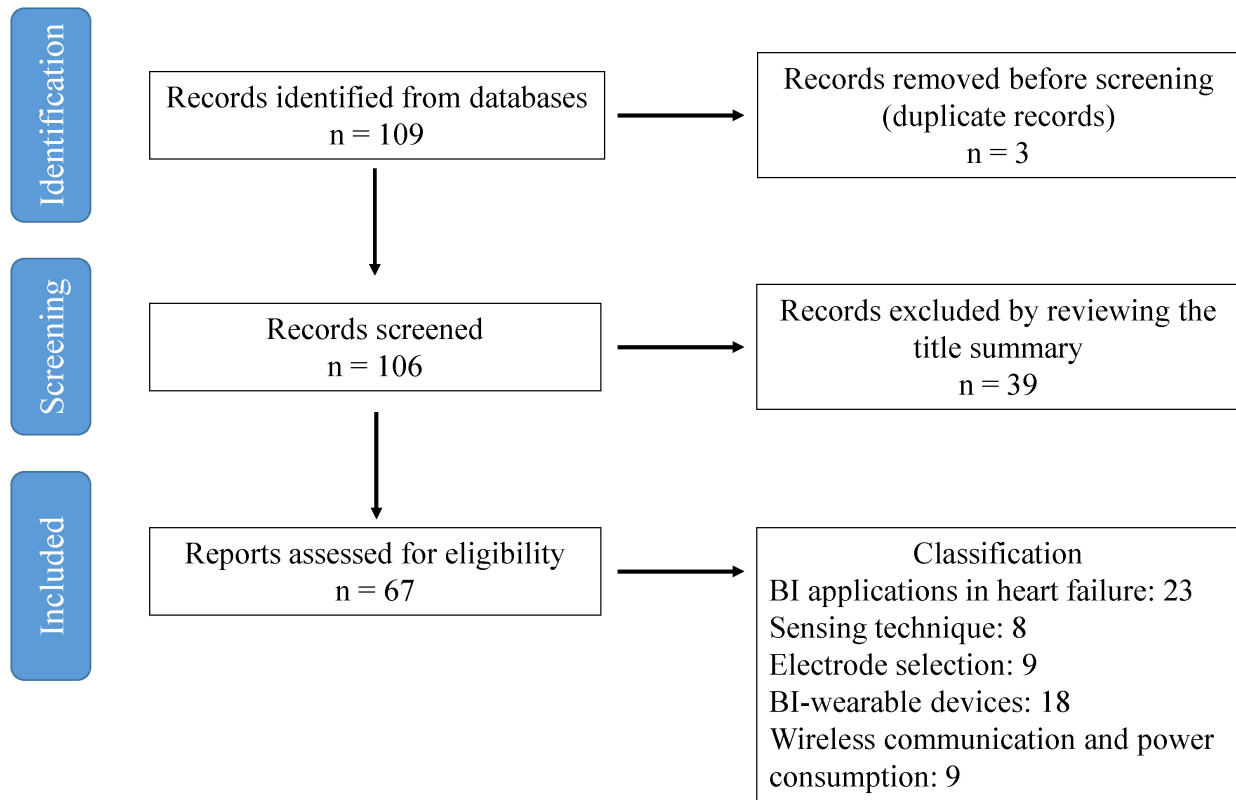 Identification
Records identified from databases
n = 109
Records removed before screening
(duplicate records)
n = 3
Screening
Records screened
n = 106
Records excluded by reviewing the
title summary
n = 39
Included
Reports assessed for eligibility
n = 67
Classification
BI applications in heart failure: 23
Sensing technique: 8
Electrode selection: 9
BI-wearable devices: 18
Wireless communication and power
consumption: 9